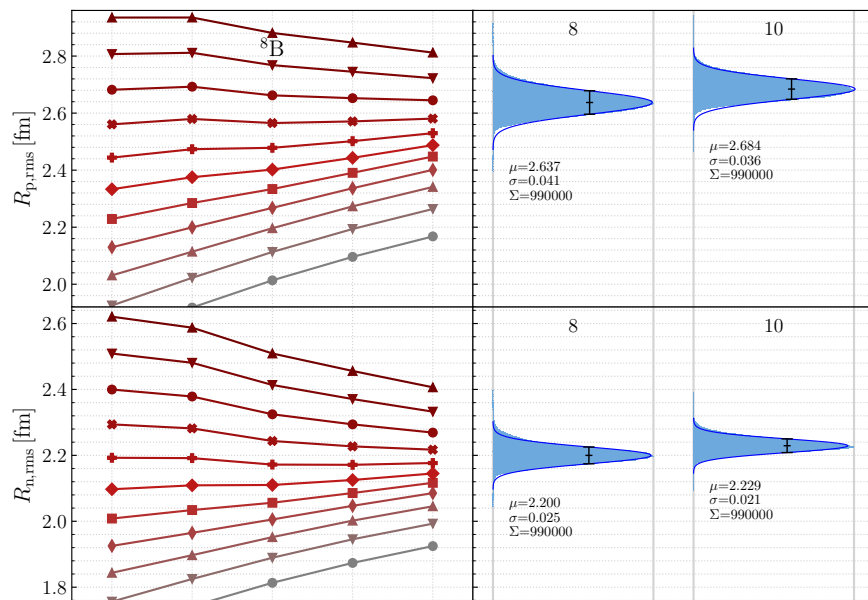 ⁸B
8
10
R_{p,rms} [fm]
2.8
2.6
2.4
2.2
2.0
μ=2.637
σ=0.041
Σ=990000
μ=2.684
σ=0.036
Σ=990000
8
10
R_{n,rms} [fm]
2.6
2.4
2.2
2.0
1.8
μ=2.200
σ=0.025
Σ=990000
μ=2.229
σ=0.021
Σ=990000